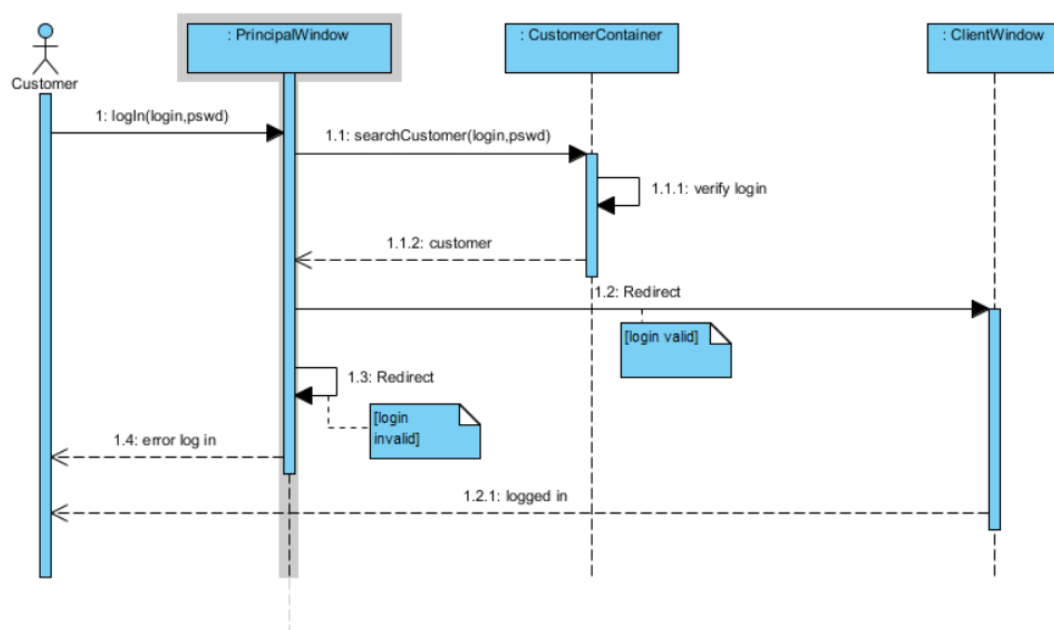 : PrincipalWindow
: CustomerContainer
: ClientWindow
Customer
1: logIn(login,pswd)
1.1: searchCustomer(login,pswd)
1.1.1: verify login
1.1.2: customer
1.2: Redirect
[login valid]
1.3: Redirect
[login
invalid]
1.4: error log in
1.2.1: logged in